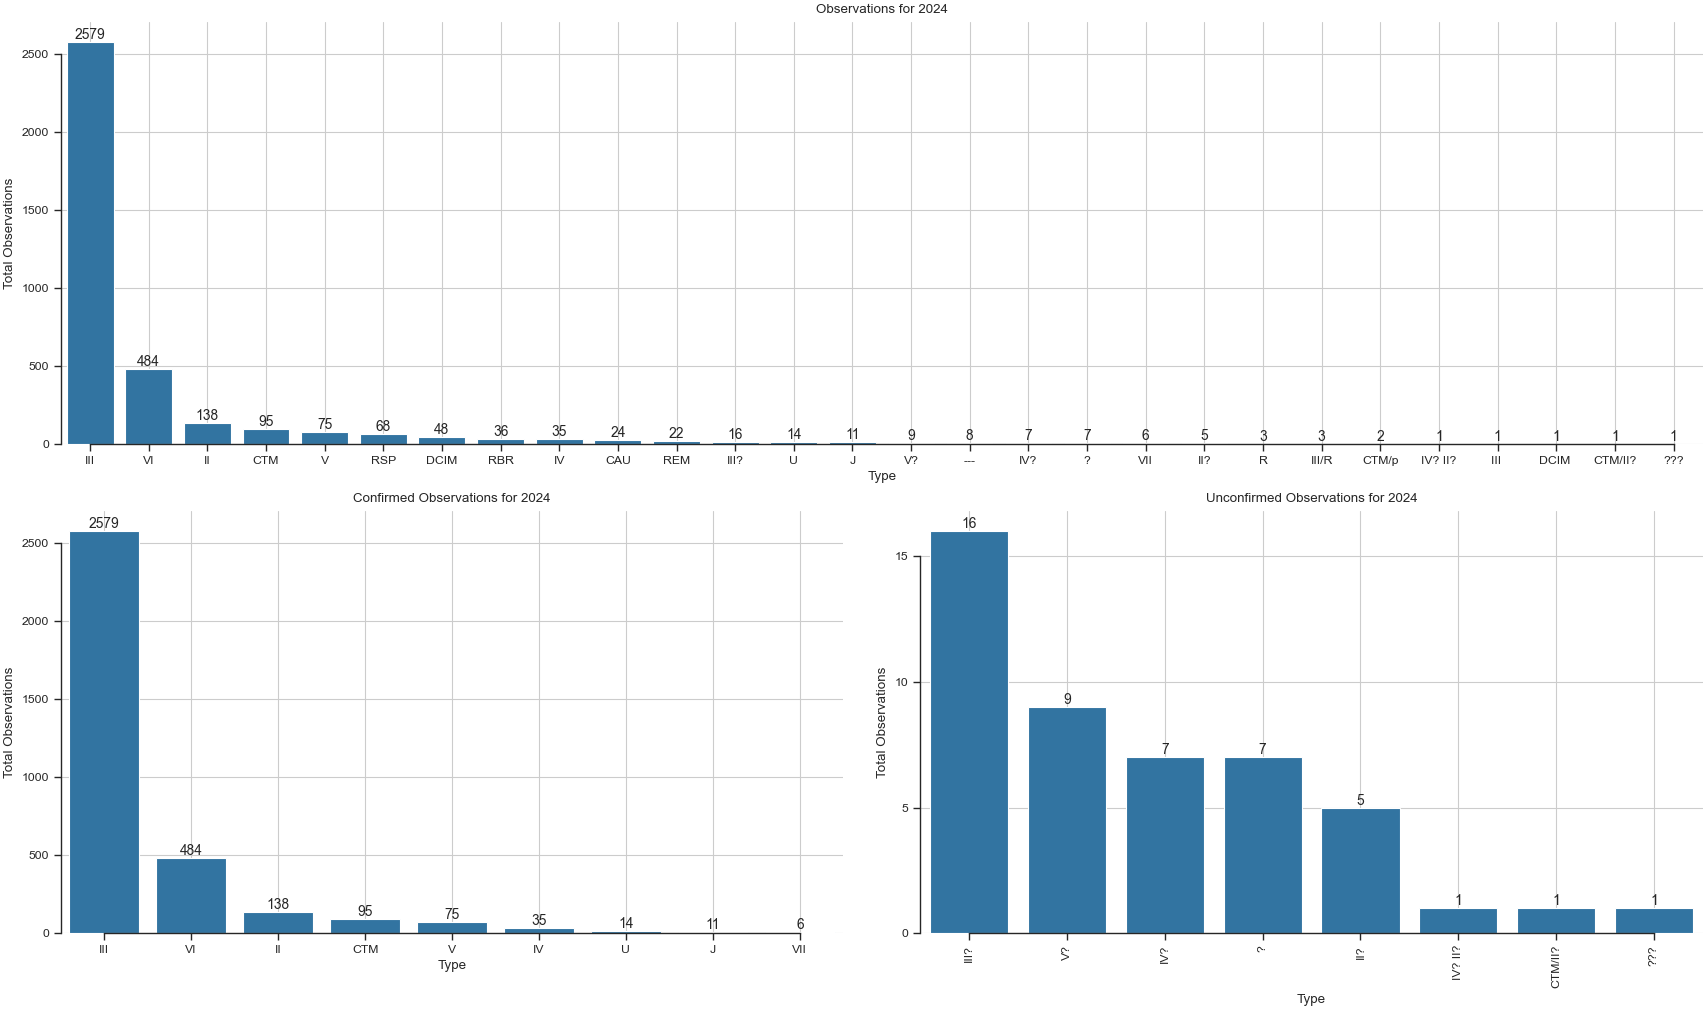 Observations for 2024
Total Observations
2500
2000
1500
1000
500
0
2579 484 138 95 75 68 48 36 35 24 22 16 14 11 9 8 7 7 6 5 3 3 2 1 1 1 1 1
III VI II CTM V RSP DCIM RBR IV CAU REM III? U J V? --- IV? ? VII II? R III/R CTM/p IV? II? III DCIM CTM/II? ???
Type
Confirmed Observations for 2024
Total Observations
2500
2000
1500
1000
500
0
2579 484 138 95 75 35 14 11 6
III VI II CTM V IV U J VII
Type
Unconfirmed Observations for 2024
Total Observations
15
10
5
0
16 9 7 7 5 1 1 1
III? V? IV? ? II? IV? II? CTM/II? ???
Type